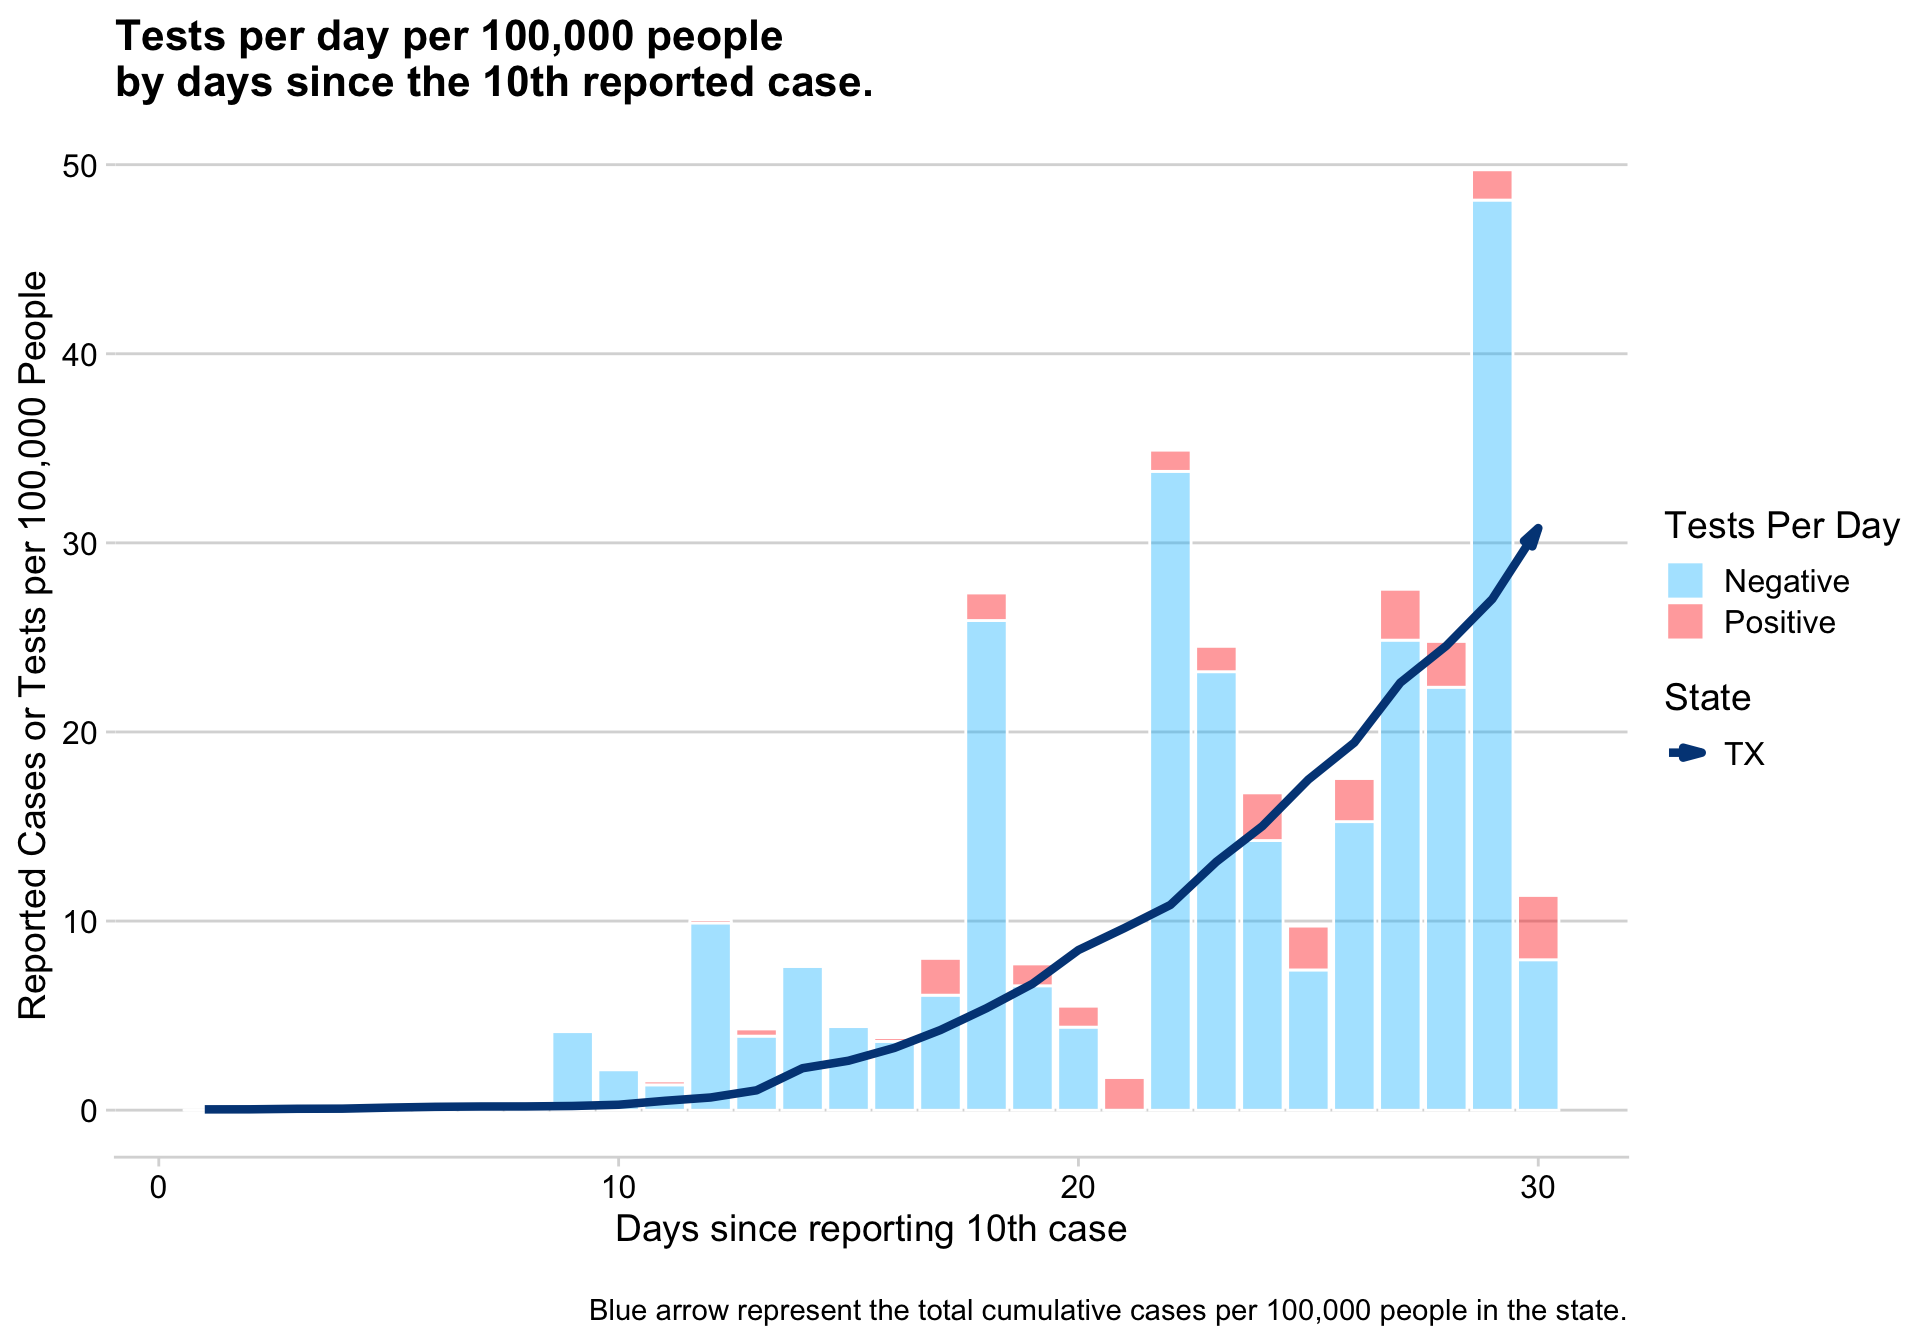 Tests per day per 100,000 people
by days since the 10th reported case.
Reported Cases or Tests per 100,000 People
50
40
30
20
10
0
0
10
20
30
Days since reporting 10th case
Tests Per Day
Negative
Positive
State
TX
Blue arrow represent the total cumulative cases per 100,000 people in the state.